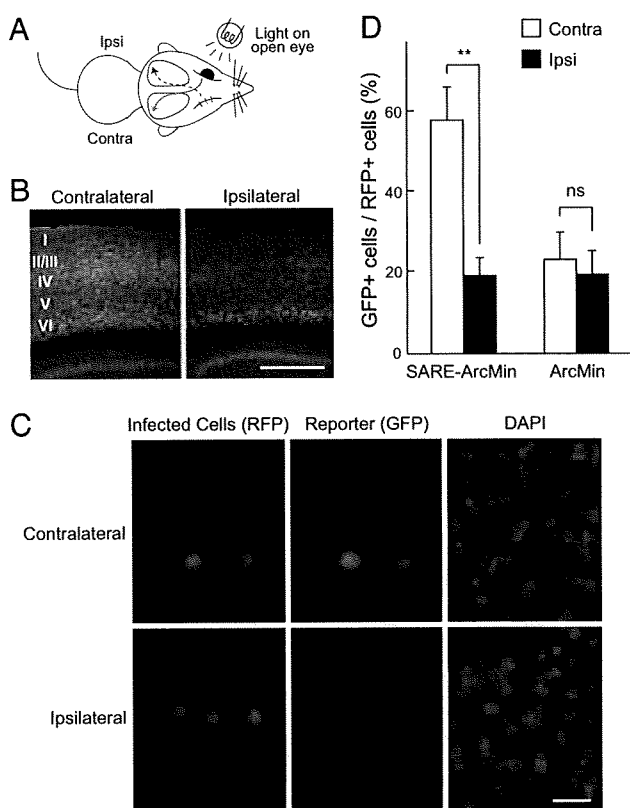 A
Ipsi
Contra
Light on
open eye
B
Contralateral
Ipsilateral
I
II/III
IV
V
VI
C
Infected Cells (RFP)
Reporter (GFP)
DAPI
Contralateral
Ipsilateral
D
Contra
Ipsi
GFP+ cells / RFP+ cells (%)
60
40
20
0
**
ns
SARE-ArcMin
ArcMin